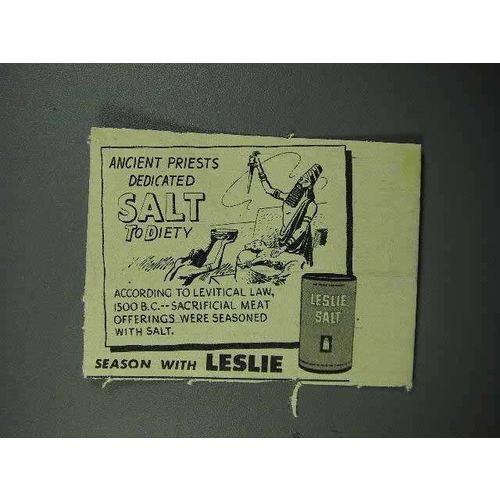 ANCIENT PRIESTS
DEDICATED
SALT
TO DIETY
ACCORDING TO LEVITICAL LAW,
1500 B.C.--SACRIFICIAL MEAT
OFFERINGS WERE SEASONED
WITH SALT.
LESLIE
SALT
SEASON WITH LESLIE